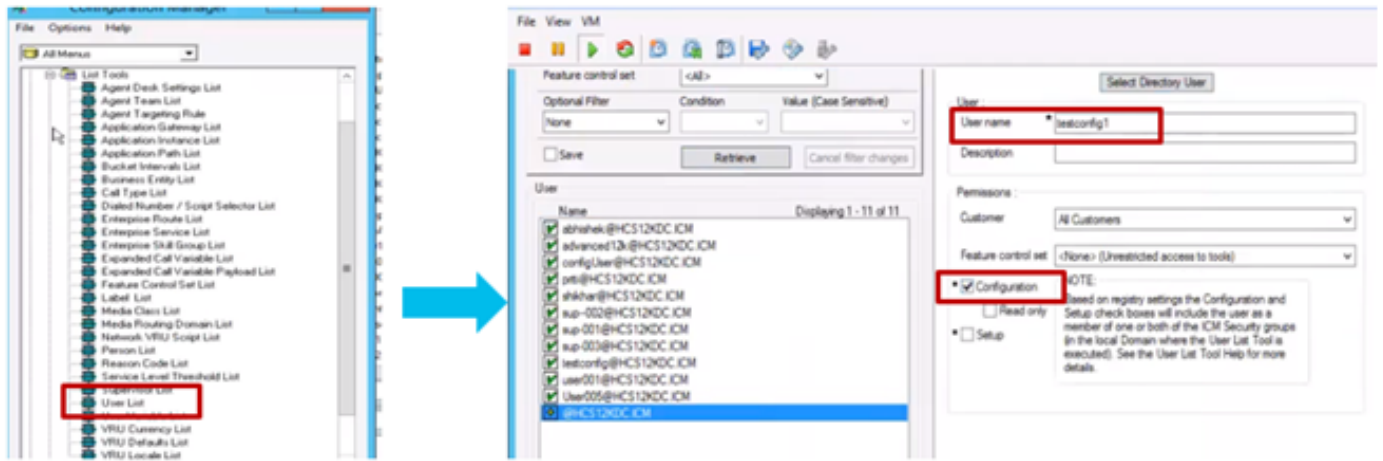 Configuration Manager
File Options Help
All Menus
List Tools
Agent Desk Settings List
Agent Team List
Agent Targeting Rule
Application Gateway List
Application Instance List
Application Path List
Bucket Intervals List
Business Entity List
Call Type List
Dialed Number / Script Selector List
Enterprise Route List
Enterprise Service List
Enterprise Skill Group List
Expanded Call Variable List
Expanded Call Variable Payload List
Feature Control Set List
Label List
Media Class List
Media Routing Domain List
Network VRU Script List
Person List
Reason Code List
Service Level Threshold List
Supervisor List
User List
VRU Currency List
VRU Defaults List
VRU Locale List
File View VM
Feature control set <All>
Optional Filter Condition Value (Case Sensitive)
None
Save Retrieve Cancel filter changes
User
Name Displaying 1 - 11 of 11
abhishek@HCS12KDC.ICM
advanced12k@HCS12KDC.ICM
configUser@HCS12KDC.ICM
priti@HCS12KDC.ICM
shikhar@HCS12KDC.ICM
sup-002@HCS12KDC.ICM
sup-001@HCS12KDC.ICM
sup-003@HCS12KDC.ICM
testconfig@HCS12KDC.ICM
user001@HCS12KDC.ICM
User005@HCS12KDC.ICM
@HCS12KDC.ICM
Select Directory User
User :
User name * testconfig1
Description
Permissions :
Customer All Customers
Feature control set <None> (Unrestricted access to tools)
* Configuration
Read only
* Setup
NOTE:
Based on registry settings the Configuration and
Setup check boxes will include the user as a
member of one or both of the ICM Security groups
(in the local Domain where the User List Tool is
executed). See the User List Tool Help for more
details.